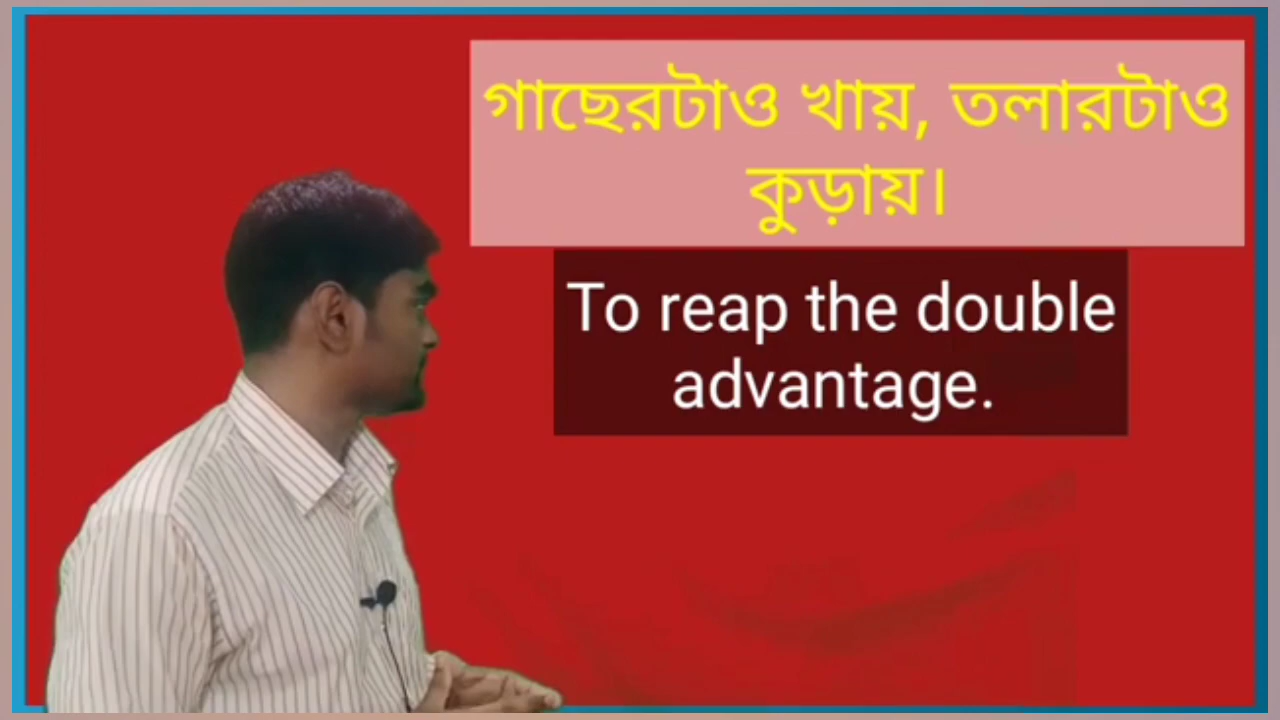 গাছেরটাও খায়, তলারটাও
কুড়ায়।
To reap the double
advantage.